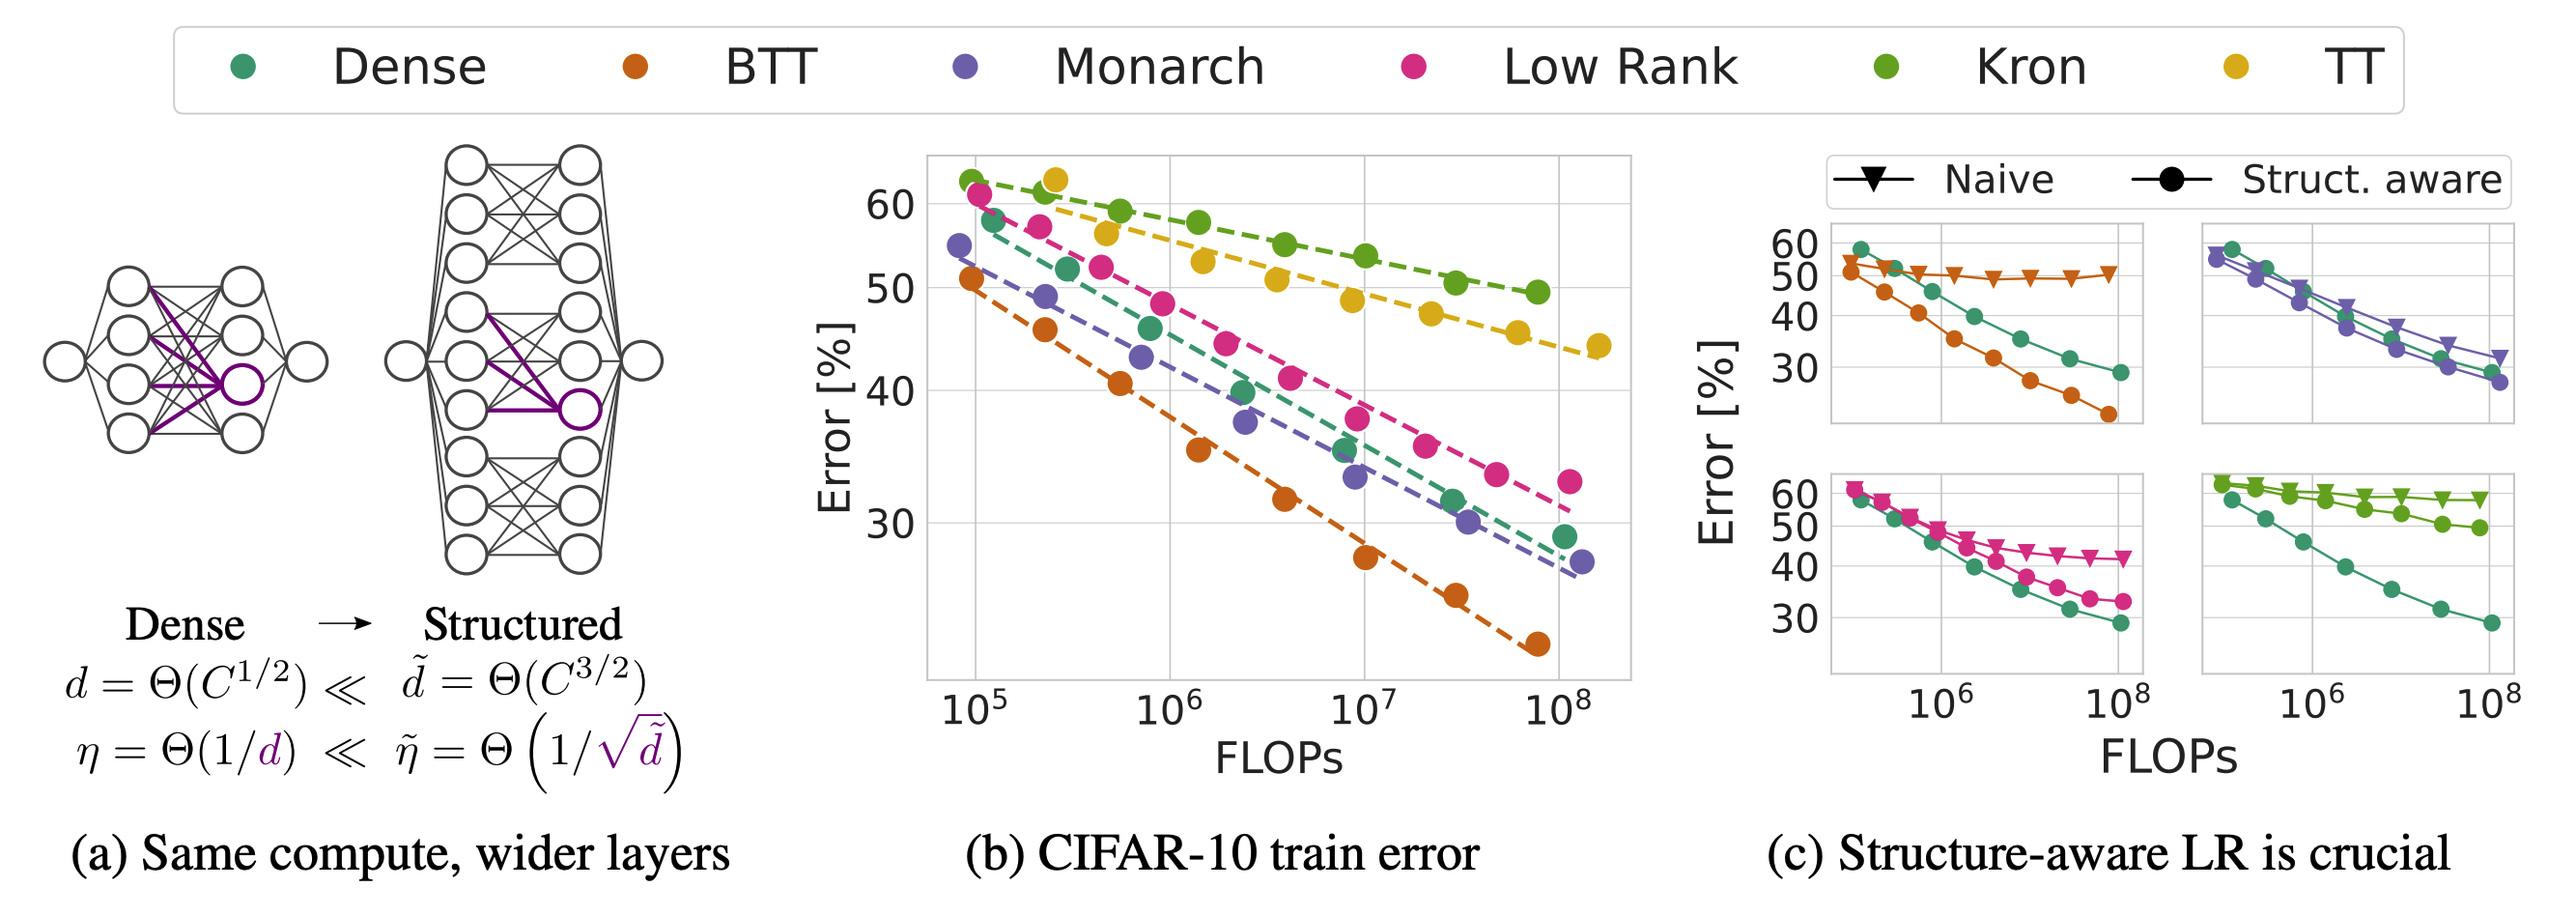 Dense BTT Monarch Low Rank Kron TT
Dense → Structured
d = Θ(C^{1/2}) ≪ d̃ = Θ(C^{3/2})
η = Θ(1/d) ≪ η̃ = Θ(1/√d̃)
(a) Same compute, wider layers
Error [%]
60
50
40
30
10^5 10^6 10^7 10^8
FLOPs
(b) CIFAR-10 train error
Naive Struct. aware
Error [%]
60
50
40
30
60
50
40
30
10^6 10^8 10^6 10^8
FLOPs
(c) Structure-aware LR is crucial